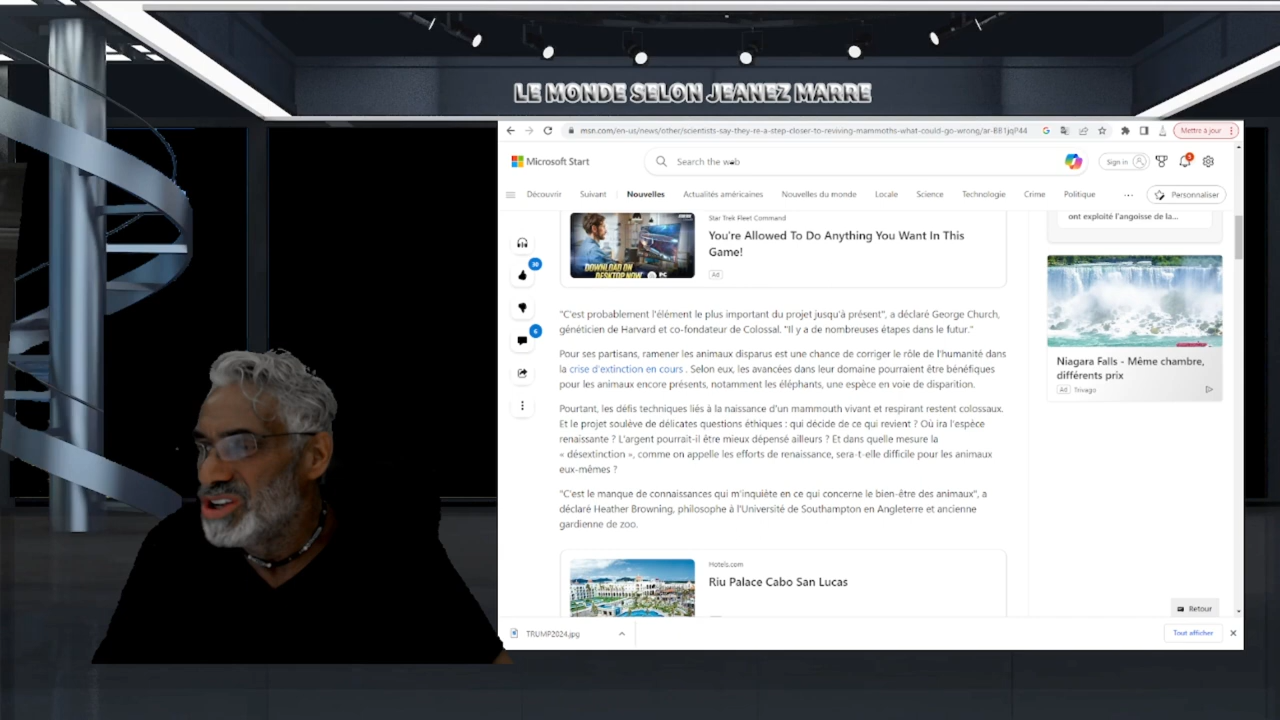 LE MONDE SELON JEANEZ MARRE
msn.com/en-us/news/other/scientists-say-they-re-a-step-closer-to-reviving-mammoths-what-could-go-wrong/ar-BB1jqP44
Mettre à jour
Microsoft Start
Search the web
Sign in
Découvrir Suivant Nouvelles Actualités américaines Nouvelles du monde Locale Science Technologie Crime Politique ... Personnaliser
ont exploité l'angoisse de la...
Star Trek Fleet Command
You're Allowed To Do Anything You Want In This
Game!
Ad
DOWNLOAD ON
DESKTOP NOW PC
30
6
"C'est probablement l'élément le plus important du projet jusqu'à présent", a déclaré George Church,
généticien de Harvard et co-fondateur de Colossal. "Il y a de nombreuses étapes dans le futur."
Pour ses partisans, ramener les animaux disparus est une chance de corriger le rôle de l'humanité dans
la crise d'extinction en cours . Selon eux, les avancées dans leur domaine pourraient être bénéfiques
pour les animaux encore présents, notamment les éléphants, une espèce en voie de disparition.
Pourtant, les défis techniques liés à la naissance d'un mammouth vivant et respirant restent colossaux.
Et le projet soulève de délicates questions éthiques : qui décide de ce qui revient ? Où ira l'espèce
renaissante ? L'argent pourrait-il être mieux dépensé ailleurs ? Et dans quelle mesure la
« désextinction », comme on appelle les efforts de renaissance, sera-t-elle difficile pour les animaux
eux-mêmes ?
"C'est le manque de connaissances qui m'inquiète en ce qui concerne le bien-être des animaux", a
déclaré Heather Browning, philosophe à l'Université de Southampton en Angleterre et ancienne
gardienne de zoo.
Niagara Falls - Même chambre,
différents prix
Ad Trivago
Hotels.com
Riu Palace Cabo San Lucas
Retour
TRUMP2024.jpg
Tout afficher